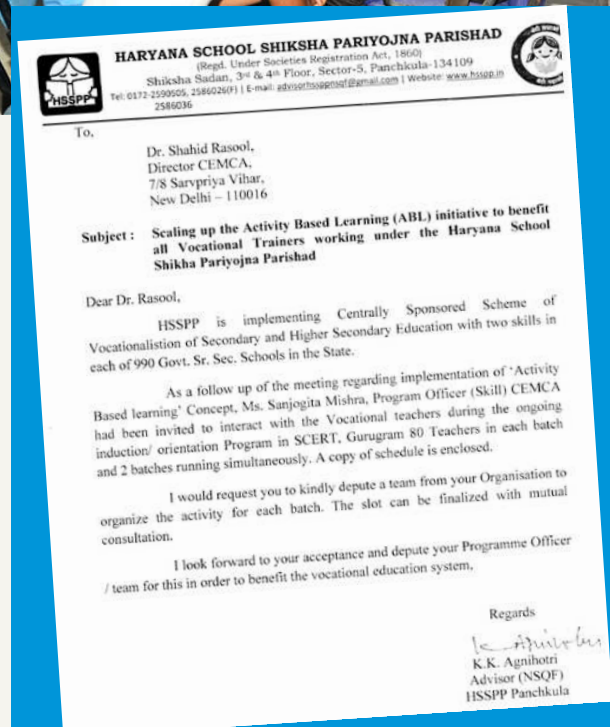 HSSPP
HARYANA SCHOOL SHIKSHA PARIYOJNA PARISHAD
(Regd. Under Societies Registration Act, 1860)
Shiksha Sadan, 3rd & 4th Floor, Sector-5, Panchkula-134109
Tel: 0172-2590505, 2586026(F) | E-mail: advisorhssppnsqf@gmail.com | Website: www.hsspp.in
2586036
To,
Dr. Shahid Rasool,
Director CEMCA,
7/8 Sarvpriya Vihar,
New Delhi – 110016
Subject : Scaling up the Activity Based Learning (ABL) initiative to benefit
all Vocational Trainers working under the Haryana School
Shikha Pariyojna Parishad
Dear Dr. Rasool,
HSSPP is implementing Centrally Sponsored Scheme of
Vocationalistion of Secondary and Higher Secondary Education with two skills in
each of 990 Govt. Sr. Sec. Schools in the State.
As a follow up of the meeting regarding implementation of 'Activity
Based learning' Concept, Ms. Sanjogita Mishra, Program Officer (Skill) CEMCA
had been invited to interact with the Vocational teachers during the ongoing
induction/ orientation Program in SCERT, Gurugram 80 Teachers in each batch
and 2 batches running simultaneously. A copy of schedule is enclosed.
I would request you to kindly depute a team from your Organisation to
organize the activity for each batch. The slot can be finalized with mutual
consultation.
I look forward to your acceptance and depute your Programme Officer
/ team for this in order to benefit the vocational education system.
Regards
K.K. Agnihotri
Advisor (NSQF)
HSSPP Panchkula